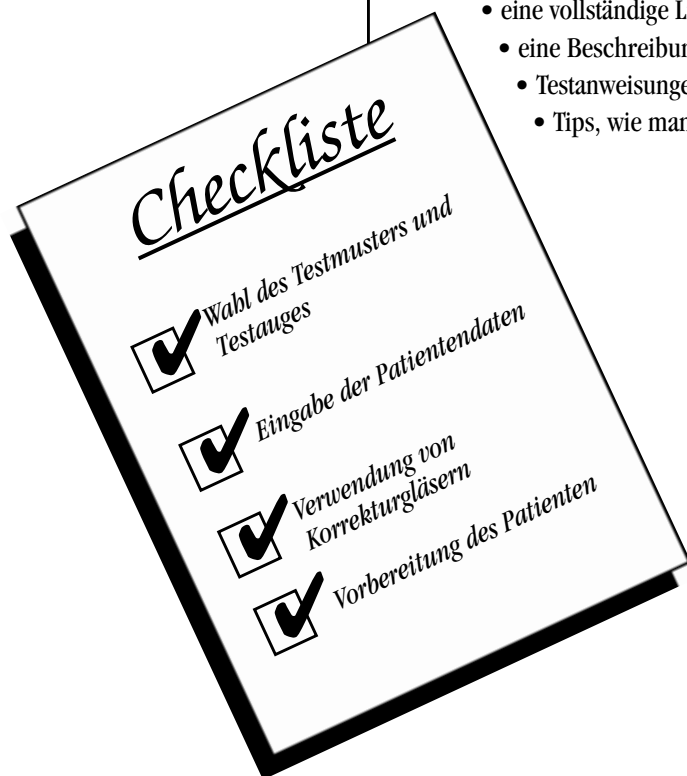 • eine vollständige
• eine
• Testanweisunge
• Tips, wie
Checkliste
Wahl des Testmusters und
Testauges
Eingabe der Patientendaten
Verwendung von
Korrekturgläsern
Vorbereitung des Patienten